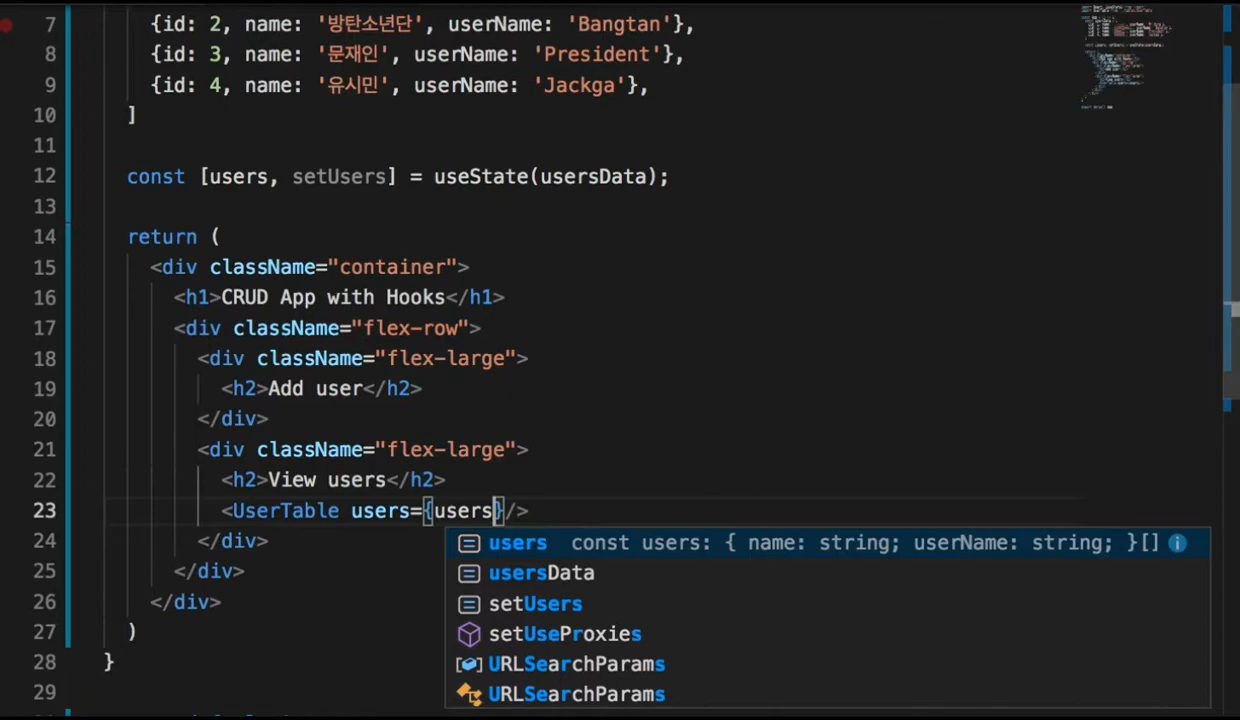 7 {id: 2, name: '방탄소년단', userName: 'Bangtan'},
8 {id: 3, name: '문재인', userName: 'President'},
9 {id: 4, name: '유시민', userName: 'Jackga'},
10 ]
11
12 const [users, setUsers] = useState(usersData);
13
14 return (
15 <div className="container">
16 <h1>CRUD App with Hooks</h1>
17 <div className="flex-row">
18 <div className="flex-large">
19 <h2>Add user</h2>
20 </div>
21 <div className="flex-large">
22 <h2>View users</h2>
23 <UserTable users={users}/>
24 </div>
25 </div>
26 </div>
27 )
28 }
29
users const users: { name: string; userName: string; }[]
usersData
setUsers
setUseProxies
URLSearchParams
URLSearchParams